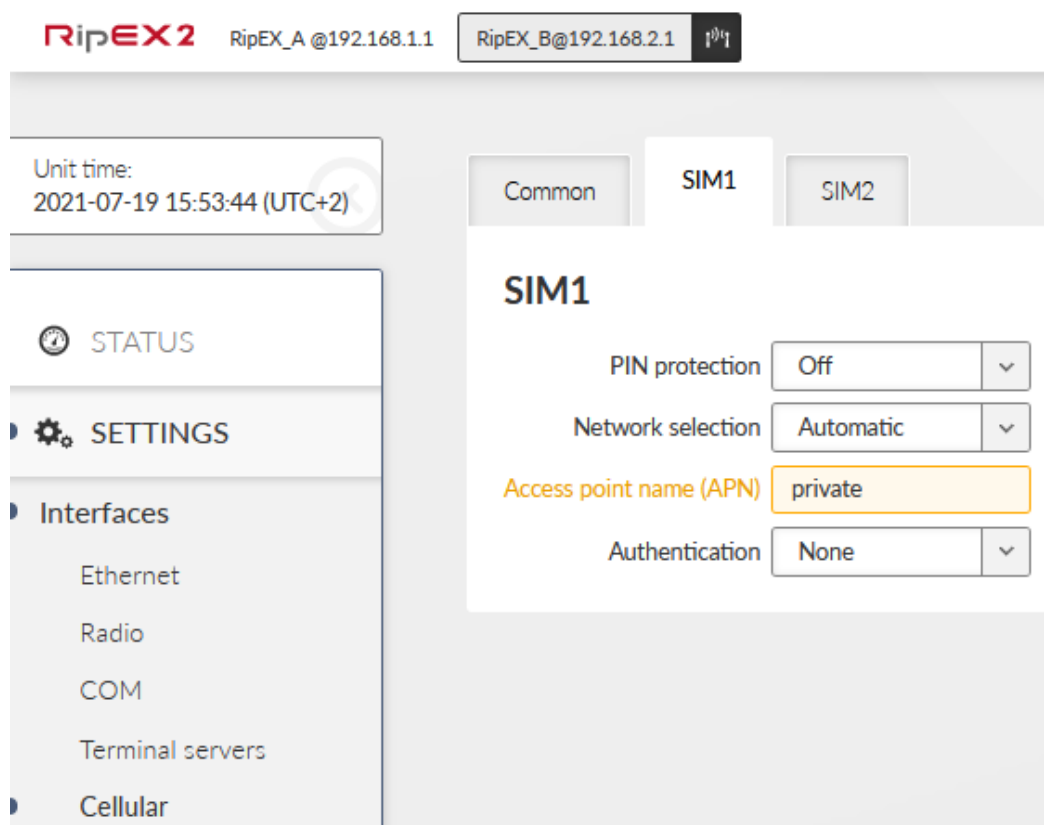 RipEX2 RipEX_A @192.168.1.1 RipEX_B@192.168.2.1
Unit time:
2021-07-19 15:53:44 (UTC+2)
STATUS
SETTINGS
Interfaces
Ethernet
Radio
COM
Terminal servers
Cellular
Common SIM1 SIM2
SIM1
PIN protection Off
Network selection Automatic
Access point name (APN) private
Authentication None